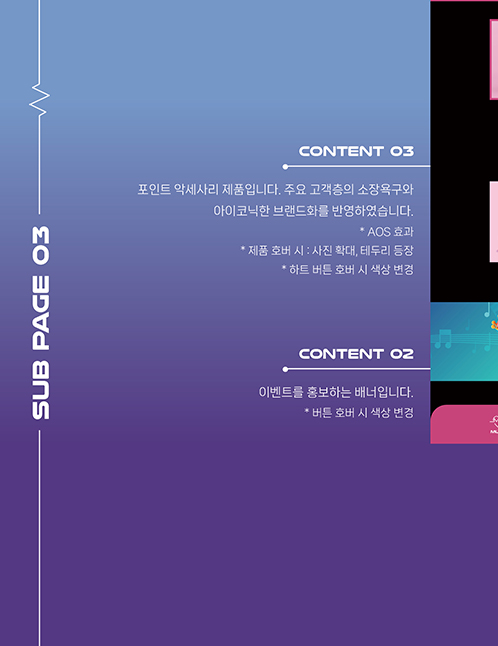 SUB PAGE 03
CONTENT 03
포인트 악세사리 제품입니다. 주요 고객층의 소장욕구와
아이코닉한 브랜드화를 반영하였습니다.
* AOS 효과
* 제품 호버 시 : 사진 확대, 테두리 등장
* 하트 버튼 호버 시 색상 변경
CONTENT 02
이벤트를 홍보하는 배너입니다.
* 버튼 호버 시 색상 변경